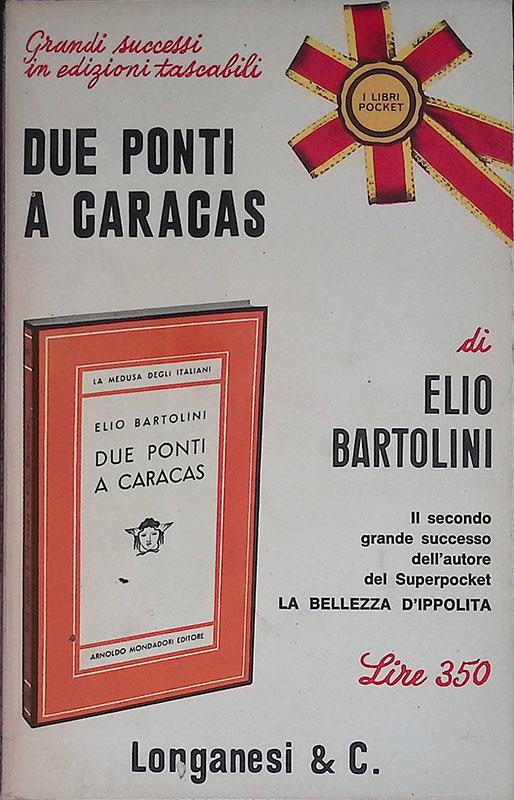 Grandi successi
in edizioni tascabili
I LIBRI
POCKET
DUE PONTI
A CARACAS
di
ELIO
BARTOLINI
LA MEDUSA DEGLI ITALIANI
ELIO BARTOLINI
DUE PONTI
A CARACAS
ARNOLDO MONDADORI EDITORE
Il secondo
grande successo
dell'autore
del Superpocket
LA BELLEZZA D'IPPOLITA
Lire 350
Longanesi & C.